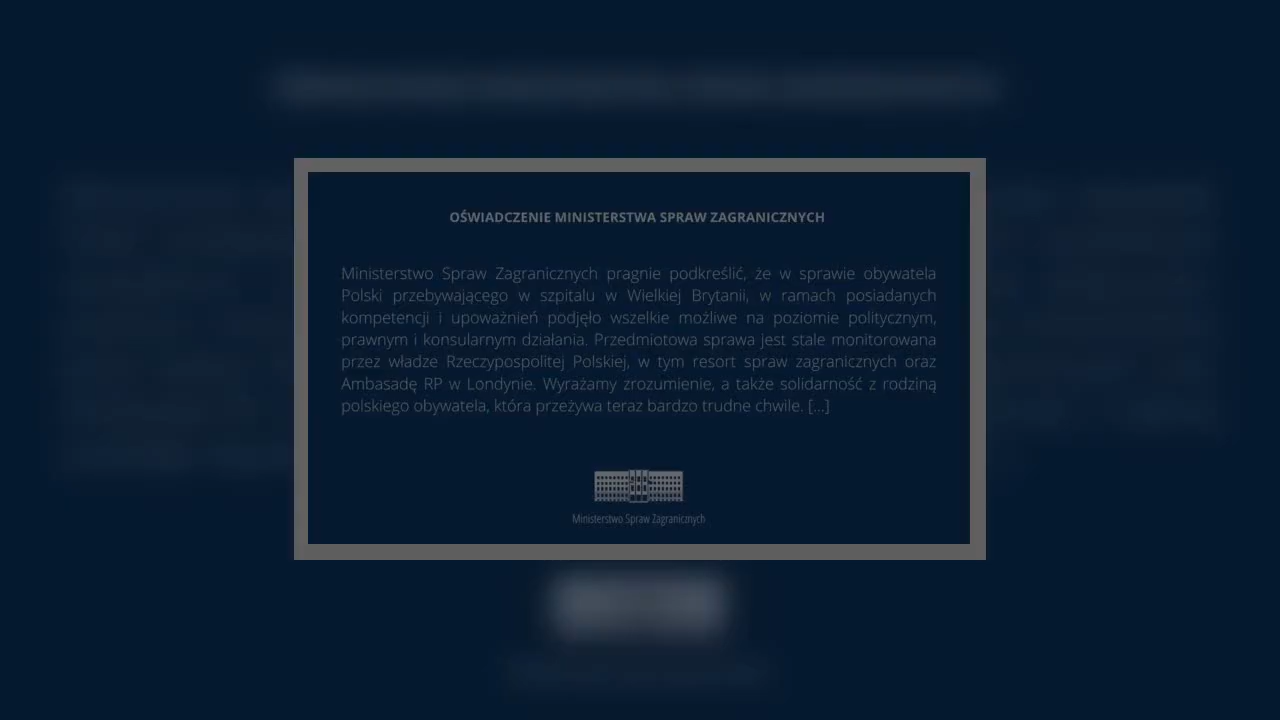 OŚWIADCZENIE MINISTERSTWA SPRAW ZAGRANICZNYCH
Ministerstwo Spraw Zagranicznych pragnie podkreślić, że w sprawie obywatela
Polski przebywającego w szpitalu w Wielkiej Brytanii, w ramach posiadanych
kompetencji i upoważnień podjęło wszelkie możliwe na poziomie politycznym,
prawnym i konsularnym działania. Przedmiotowa sprawa jest stale monitorowana
przez władze Rzeczypospolitej Polskiej, w tym resort spraw zagranicznych oraz
Ambasadę RP w Londynie. Wyrażamy zrozumienie, a także solidarność z rodziną
polskiego obywatela, która przeżywa teraz bardzo trudne chwile. [...]
Ministerstwo Spraw Zagranicznych